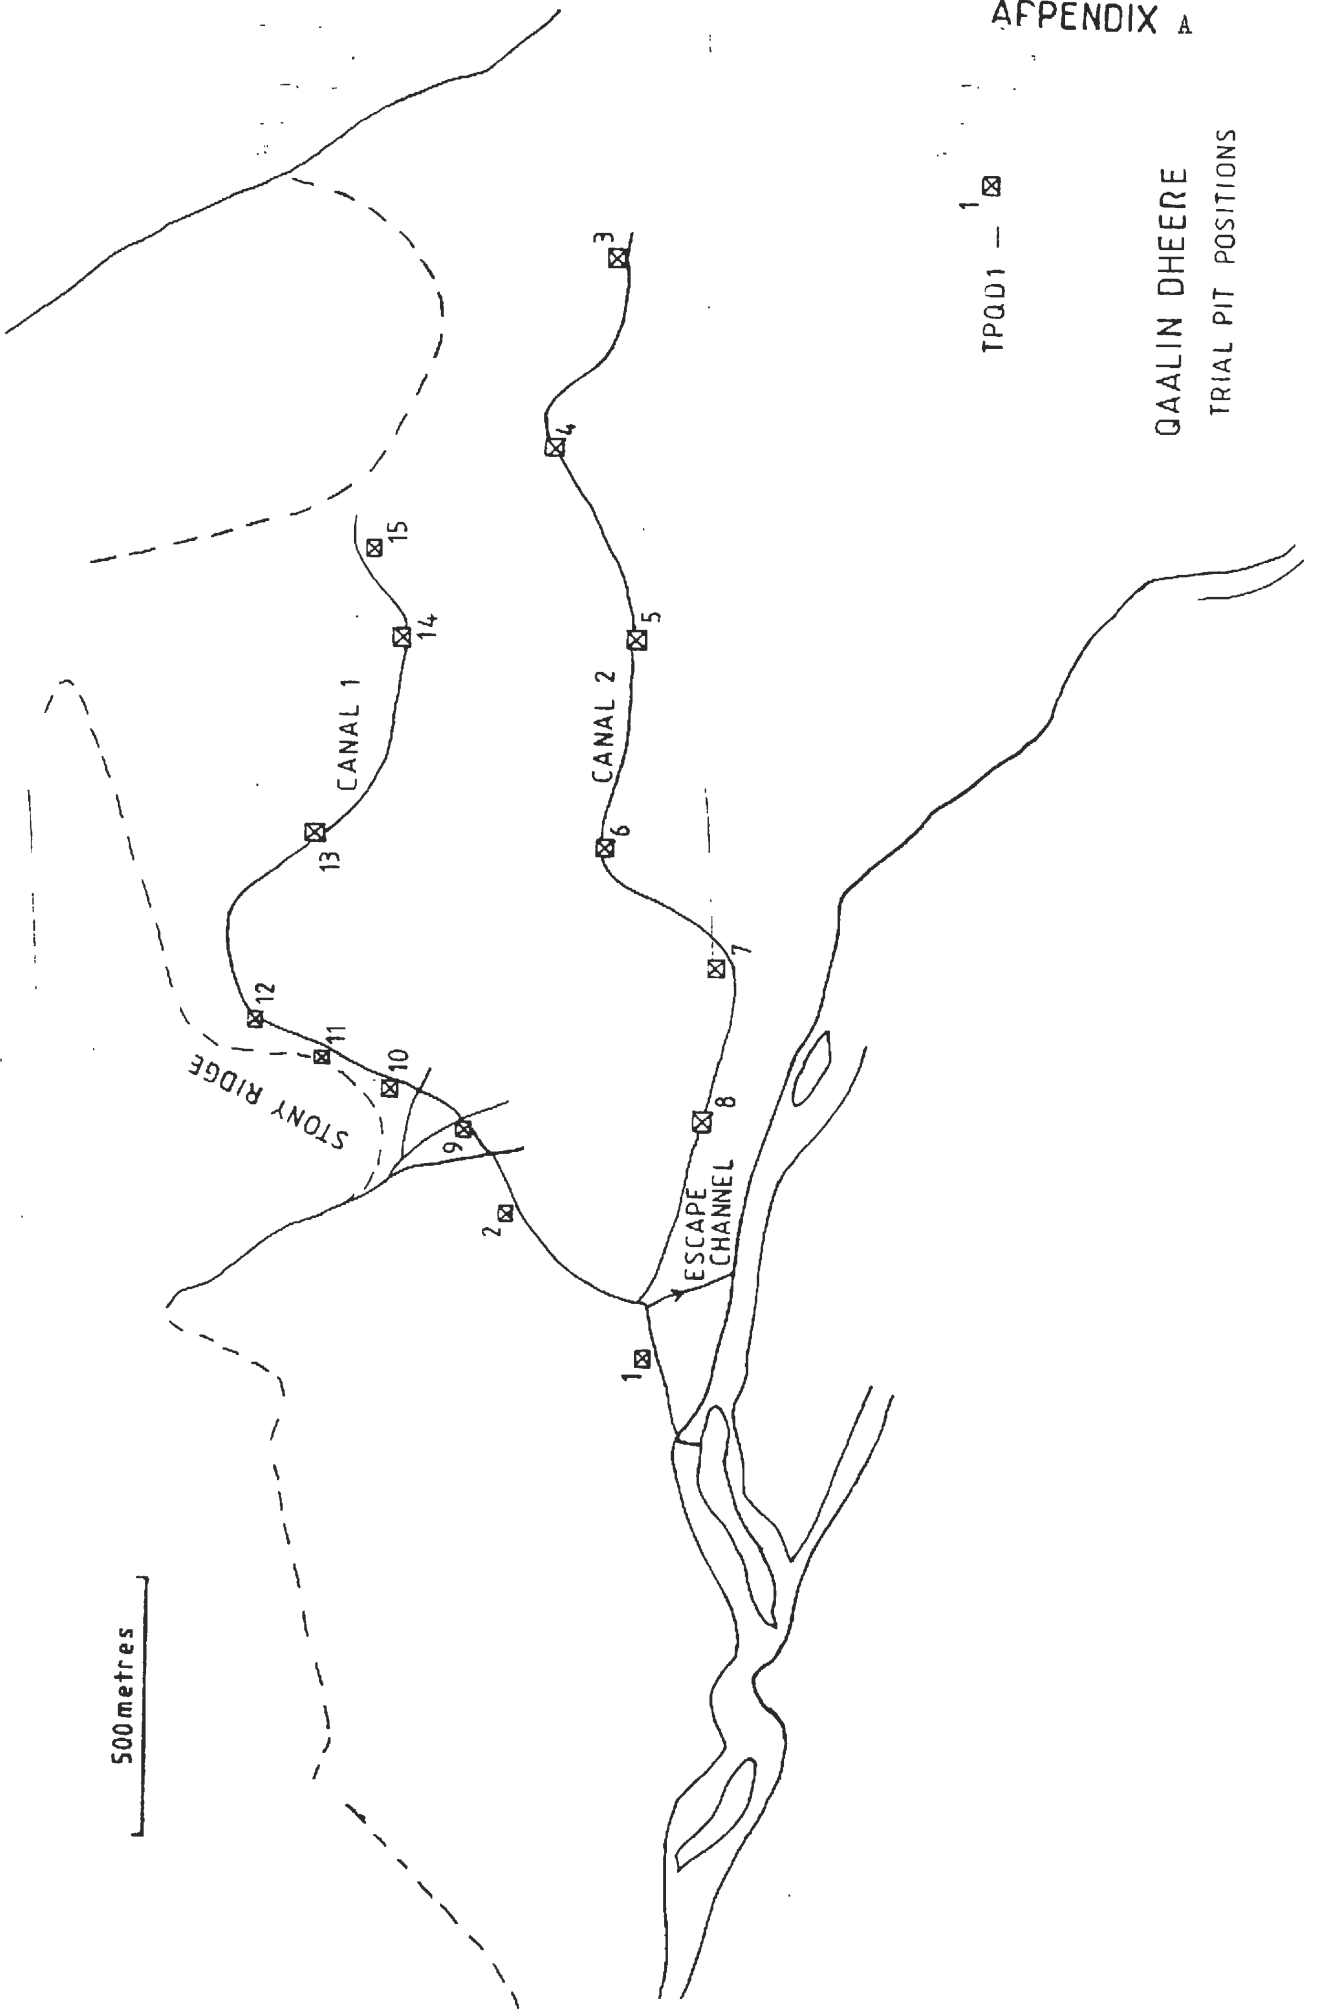 AFPENDIX A
QAALIN DHEERE
TRIAL PIT POSITIONS
TPQD1 – 1
500metres
STONY RIDGE
CANAL 1
CANAL 2
ESCAPE
CHANNEL
1
2
3
4
5
6
7
8
9
10
11
12
13
14
15